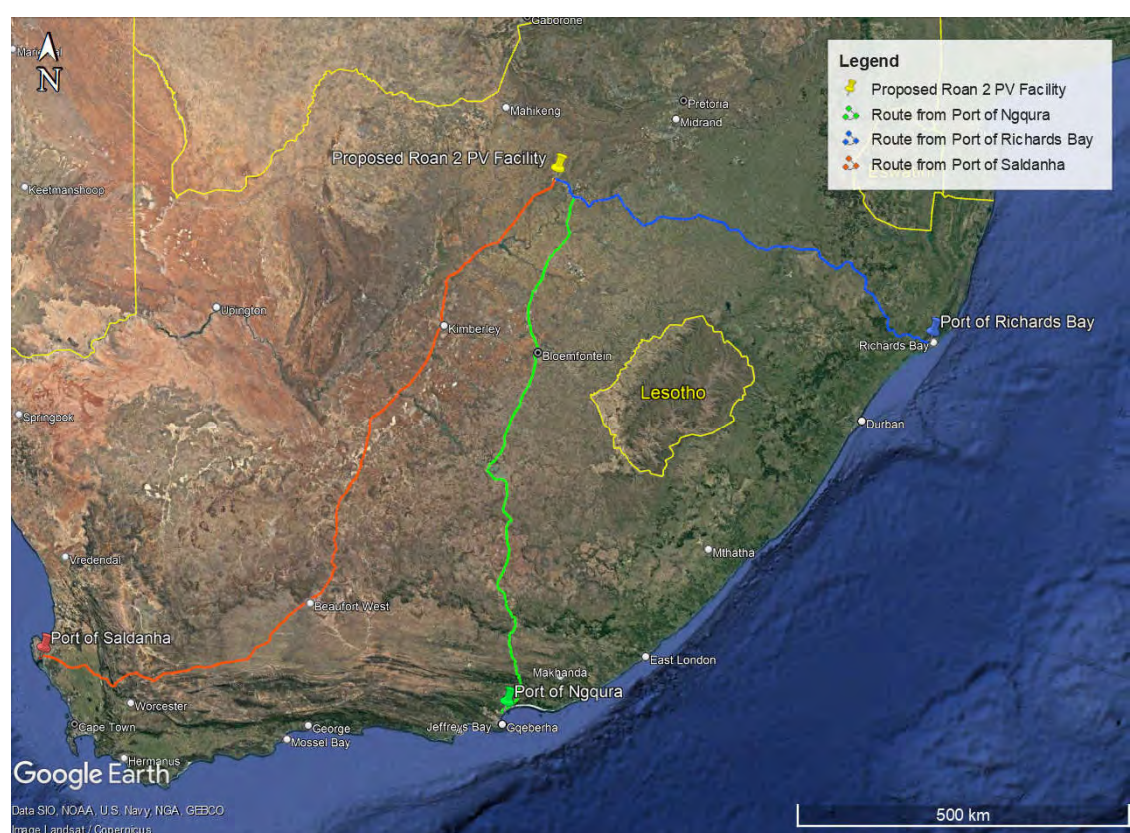 Gaborone
N
Mahikeng
Pretoria
Midrand
Legend
Proposed Roan 2 PV Facility
Route from Port of Ngqura
Route from Port of Richards Bay
Route from Port of Saldanha
Proposed Roan 2 PV Facility
Keetmanshoop
Upington
Kimberley
Port of Richards Bay
Richards Bay
Bloemfontein
Lesotho
Springbok
Durban
Vredendal
Mthatha
Beaufort West
Port of Saldanha
East London
Makhanda
Port of Ngqura
Worcester
Cape Town
George
Jeffreys Bay
Gqeberha
Mossel Bay
Hermanus
Google Earth
Data SIO, NOAA, U.S. Navy, NGA, GEBCO
Image Landsat / Copernicus
500 km